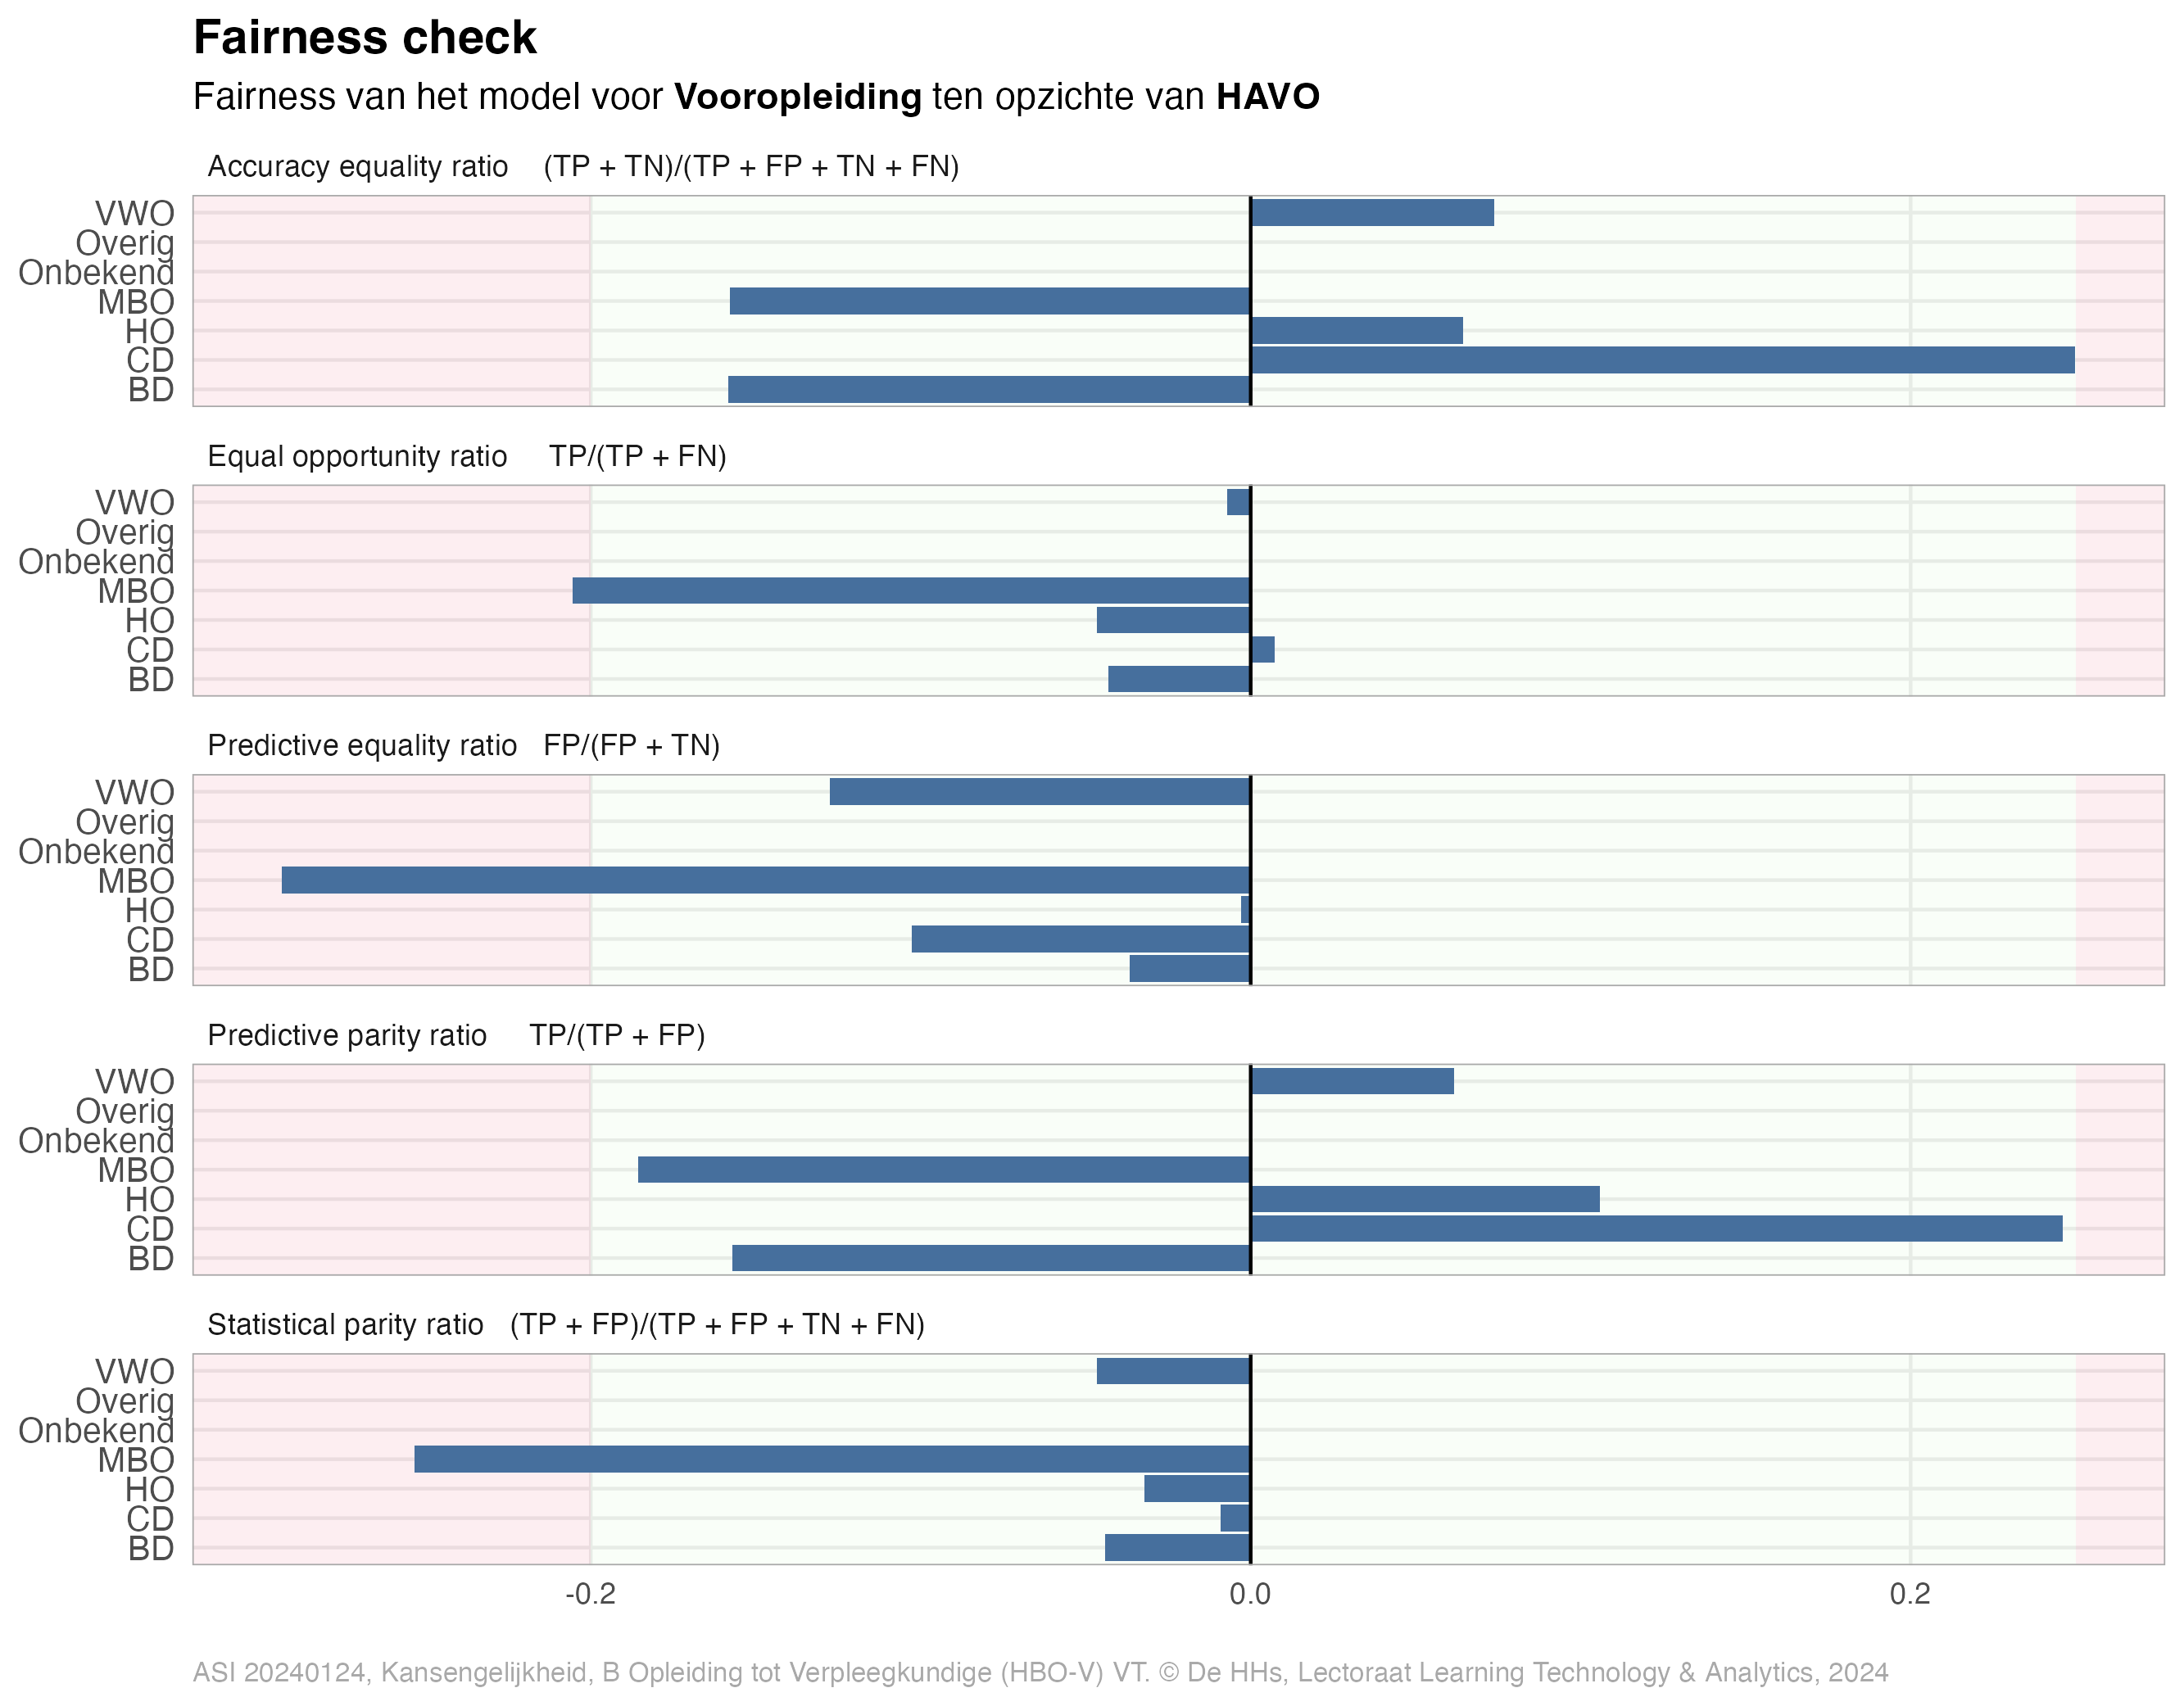 Fairness check
Fairness van het model voor Vooropleiding ten opzichte van HAVO
Accuracy equality ratio (TP + TN)/(TP + FP + TN + FN)
VWO
Overig
Onbekend
MBO
HO
CD
BD
Equal opportunity ratio TP/(TP + FN)
VWO
Overig
Onbekend
MBO
HO
CD
BD
Predictive equality ratio FP/(FP + TN)
VWO
Overig
Onbekend
MBO
HO
CD
BD
Predictive parity ratio TP/(TP + FP)
VWO
Overig
Onbekend
MBO
HO
CD
BD
Statistical parity ratio (TP + FP)/(TP + FP + TN + FN)
VWO
Overig
Onbekend
MBO
HO
CD
BD
-0.2 0.0 0.2
ASI 20240124, Kansengelijkheid, B Opleiding tot Verpleegkundige (HBO-V) VT. © De HHs, Lectoraat Learning Technology & Analytics, 2024